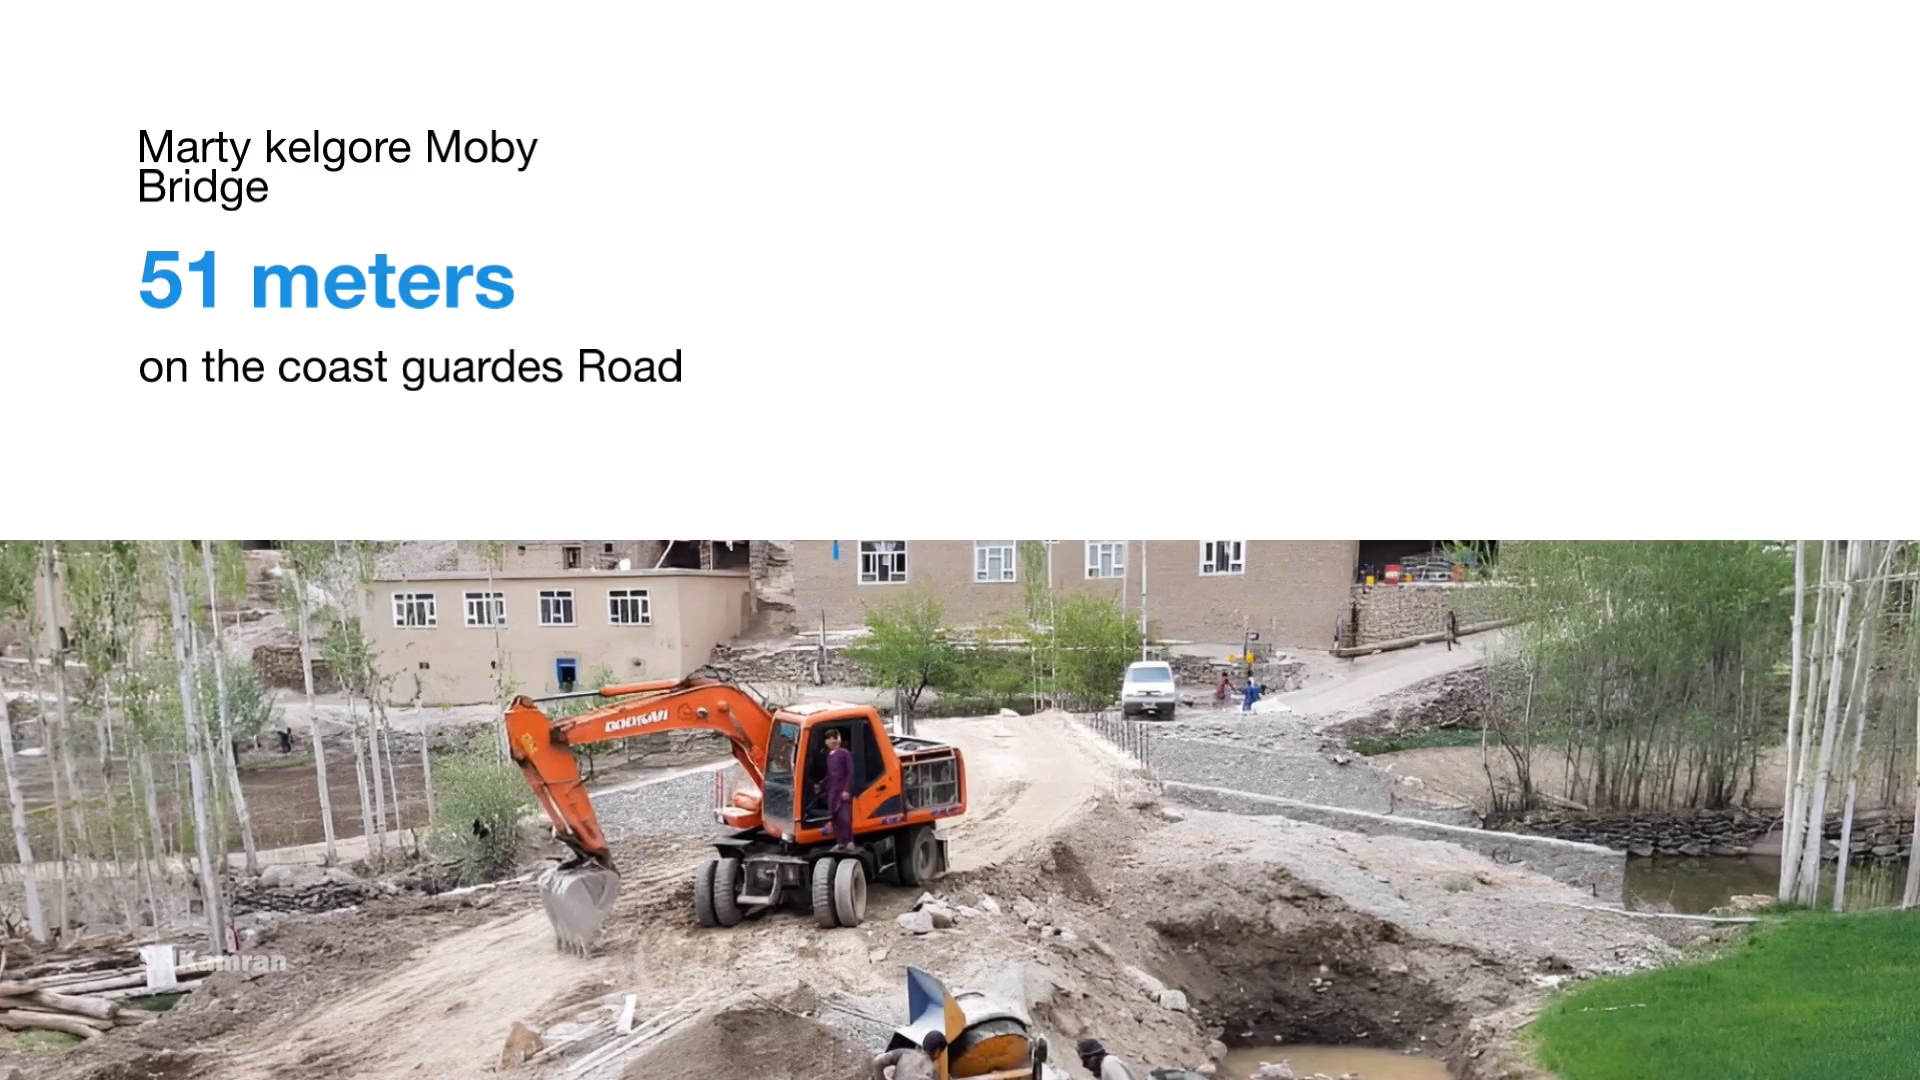 Marty kelgore Moby
Bridge
51 meters
on the coast guardes Road
Kamran